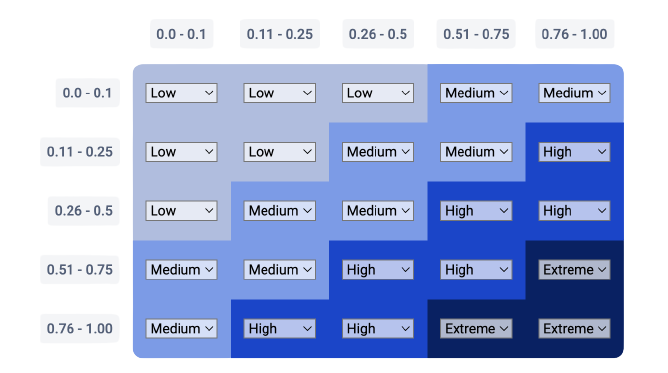 0.0 - 0.1 0.11 - 0.25 0.26 - 0.5 0.51 - 0.75 0.76 - 1.00
0.0 - 0.1 Low Low Low Medium Medium
0.11 - 0.25 Low Low Medium Medium High
0.26 - 0.5 Low Medium Medium High High
0.51 - 0.75 Medium Medium High High Extreme
0.76 - 1.00 Medium High High Extreme Extreme